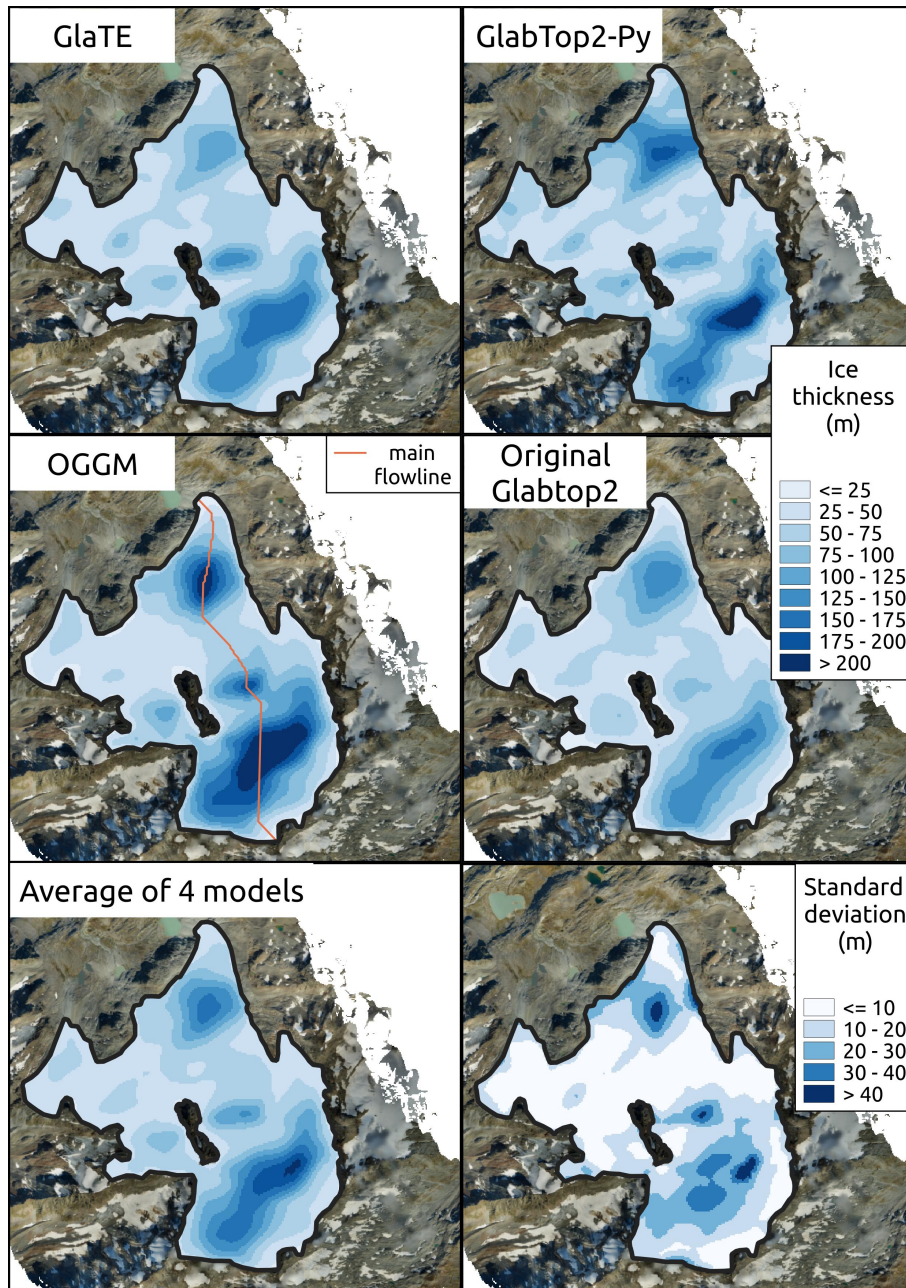 GlaTE
GlabTop2-Py
Ice
thickness
(m)
<= 25
25 - 50
50 - 75
75 - 100
100 - 125
125 - 150
150 - 175
175 - 200
> 200
OGGM
main
flowline
Original
Glabtop2
Average of 4 models
Standard
deviation
(m)
<= 10
10 - 20
20 - 30
30 - 40
> 40